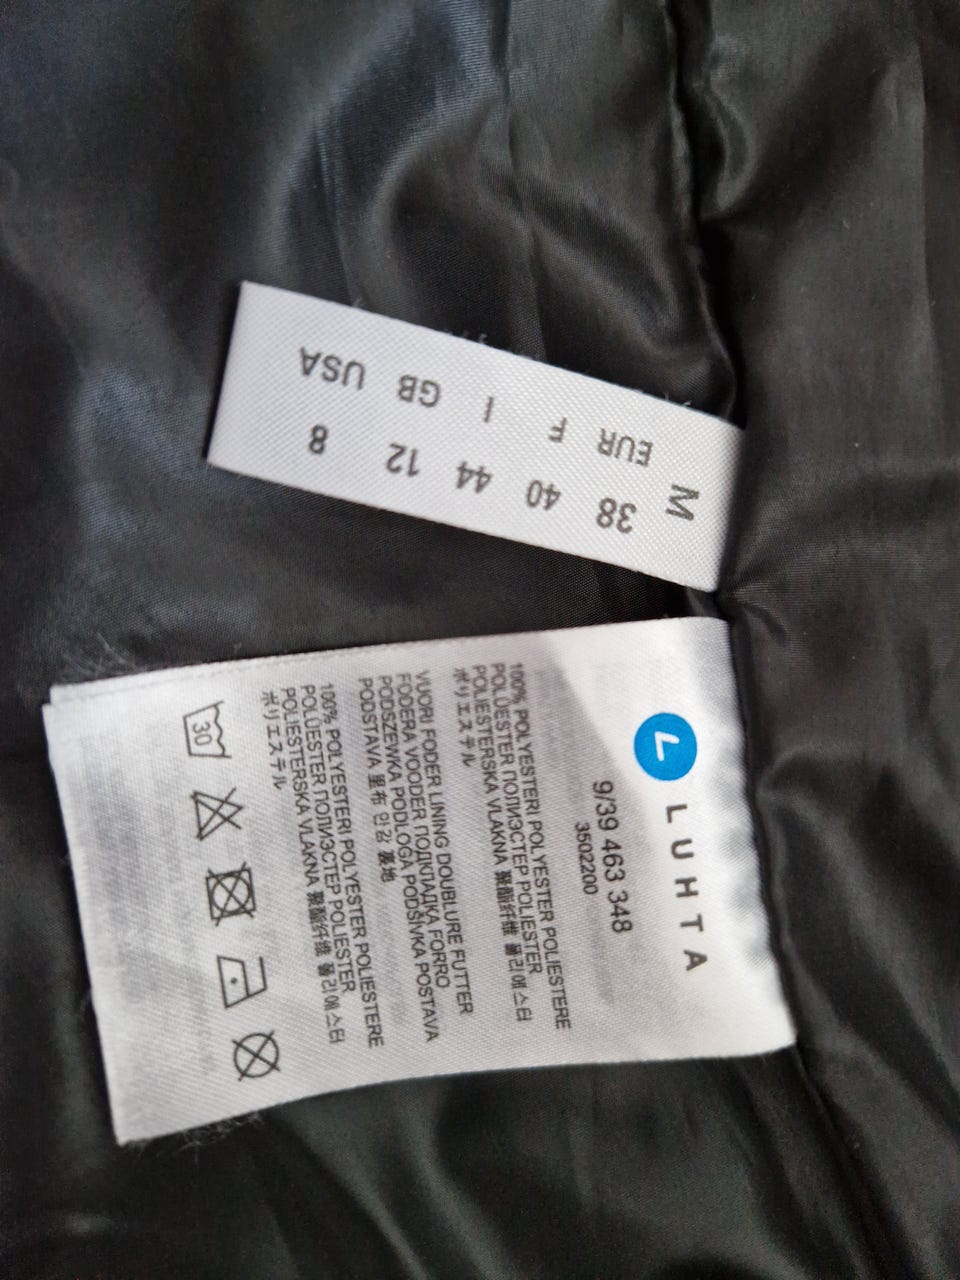 M
EUR 38
F 40
I 44
GB 12
USA 8
L
LUHTA
9/39 463 348
3502200
100% POLYESTERI POLYESTER POLIESTERE
POLÜESTER ПОЛИЭСТЕР POLIESTER
POLIESTERSKA VLAKNA 聚酯纤维 폴리에스터
ポリエステル
VUORI FODER LINING DOUBLURE FUTTER
FODERA VOODER ПОДКЛАДКА FORRO
PODSZEWKA PODLOGA PODŠÍVKA POSTAVA
PODSTAVA 里布 안감 裏地
100% POLYESTERI POLYESTER POLIESTERE
POLÜESTER ПОЛИЭСТЕР POLIESTER
POLIESTERSKA VLAKNA 聚酯纤维 폴리에스터
ポリエステル
30